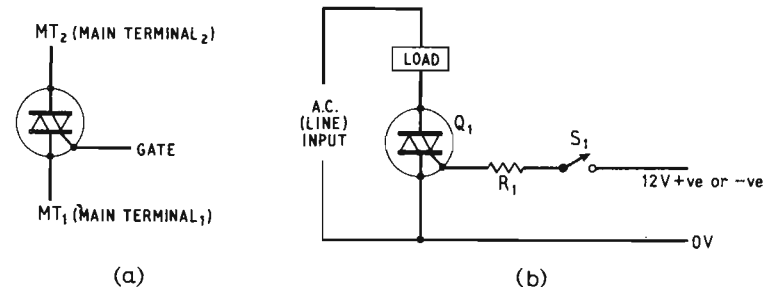 MT₂ (MAIN TERMINAL₂)
GATE
MT₁ (MAIN TERMINAL₁)
(a)
LOAD
A.C.
(LINE)
INPUT
Q₁
R₁
S₁
12V +ve or -ve
0V
(b)